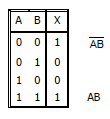 A B X
0 0 1 A̅B̅
0 1 0
1 0 0
1 1 1 AB